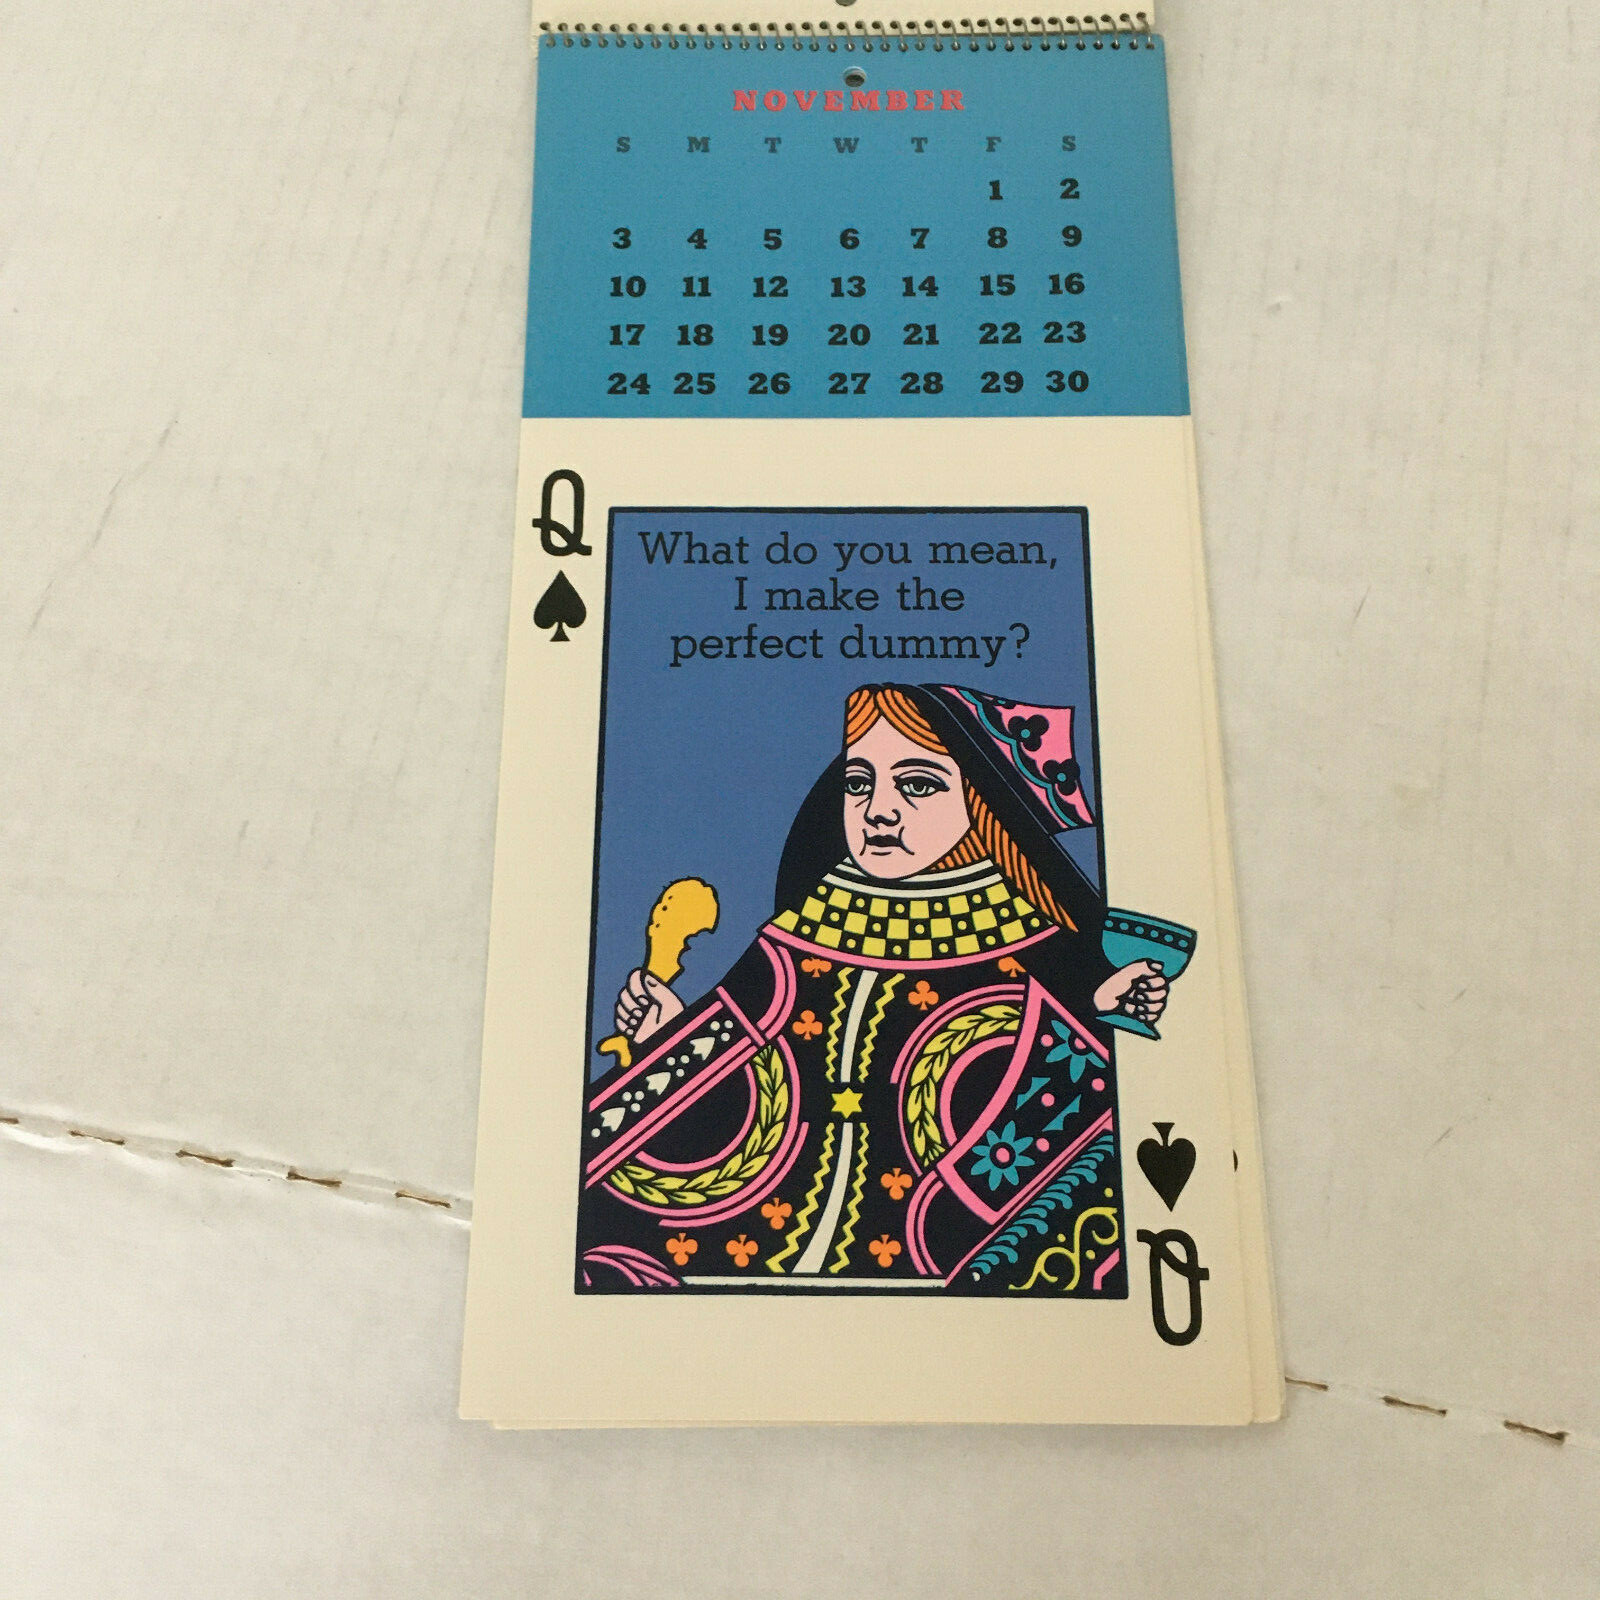 NOVEMBER
S M T W T F S
1 2
3 4 5 6 7 8 9
10 11 12 13 14 15 16
17 18 19 20 21 22 23
24 25 26 27 28 29 30
Q
What do you mean,
I make the
perfect dummy?
Q